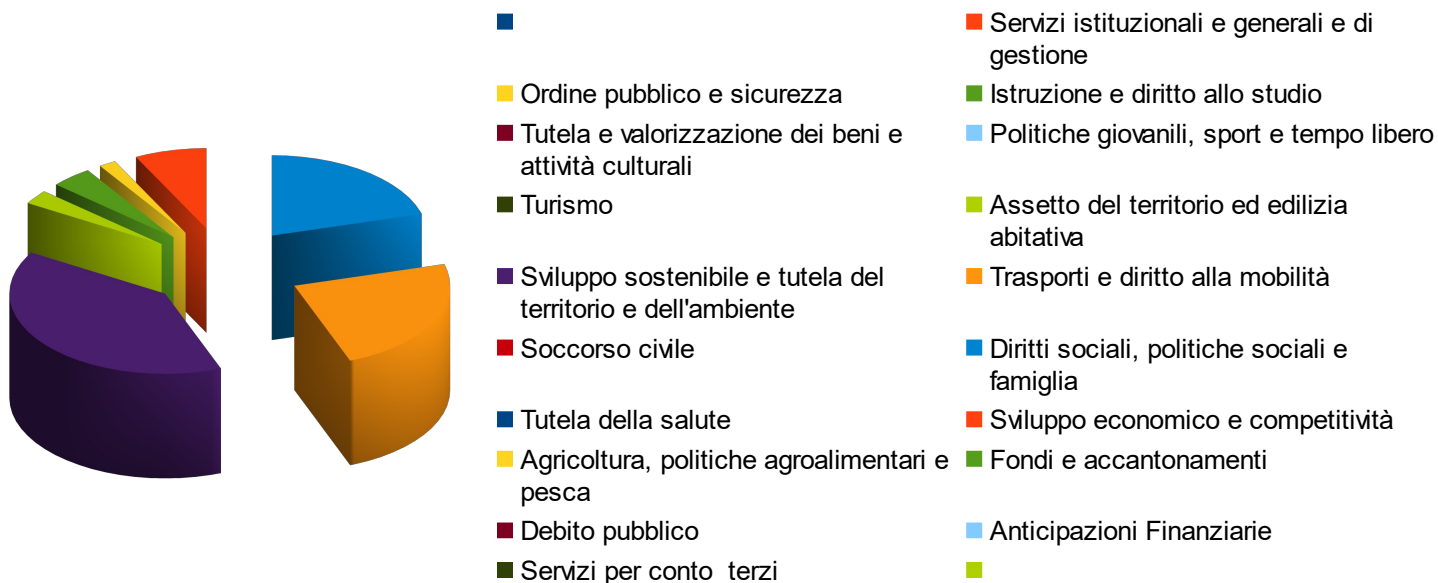 Servizi istituzionali e generali e di
gestione
Ordine pubblico e sicurezza
Istruzione e diritto allo studio
Tutela e valorizzazione dei beni e
attività culturali
Politiche giovanili, sport e tempo libero
Turismo
Assetto del territorio ed edilizia
abitativa
Sviluppo sostenibile e tutela del
territorio e dell'ambiente
Trasporti e diritto alla mobilità
Soccorso civile
Diritti sociali, politiche sociali e
famiglia
Tutela della salute
Sviluppo economico e competitività
Agricoltura, politiche agroalimentari e
pesca
Fondi e accantonamenti
Debito pubblico
Anticipazioni Finanziarie
Servizi per conto terzi